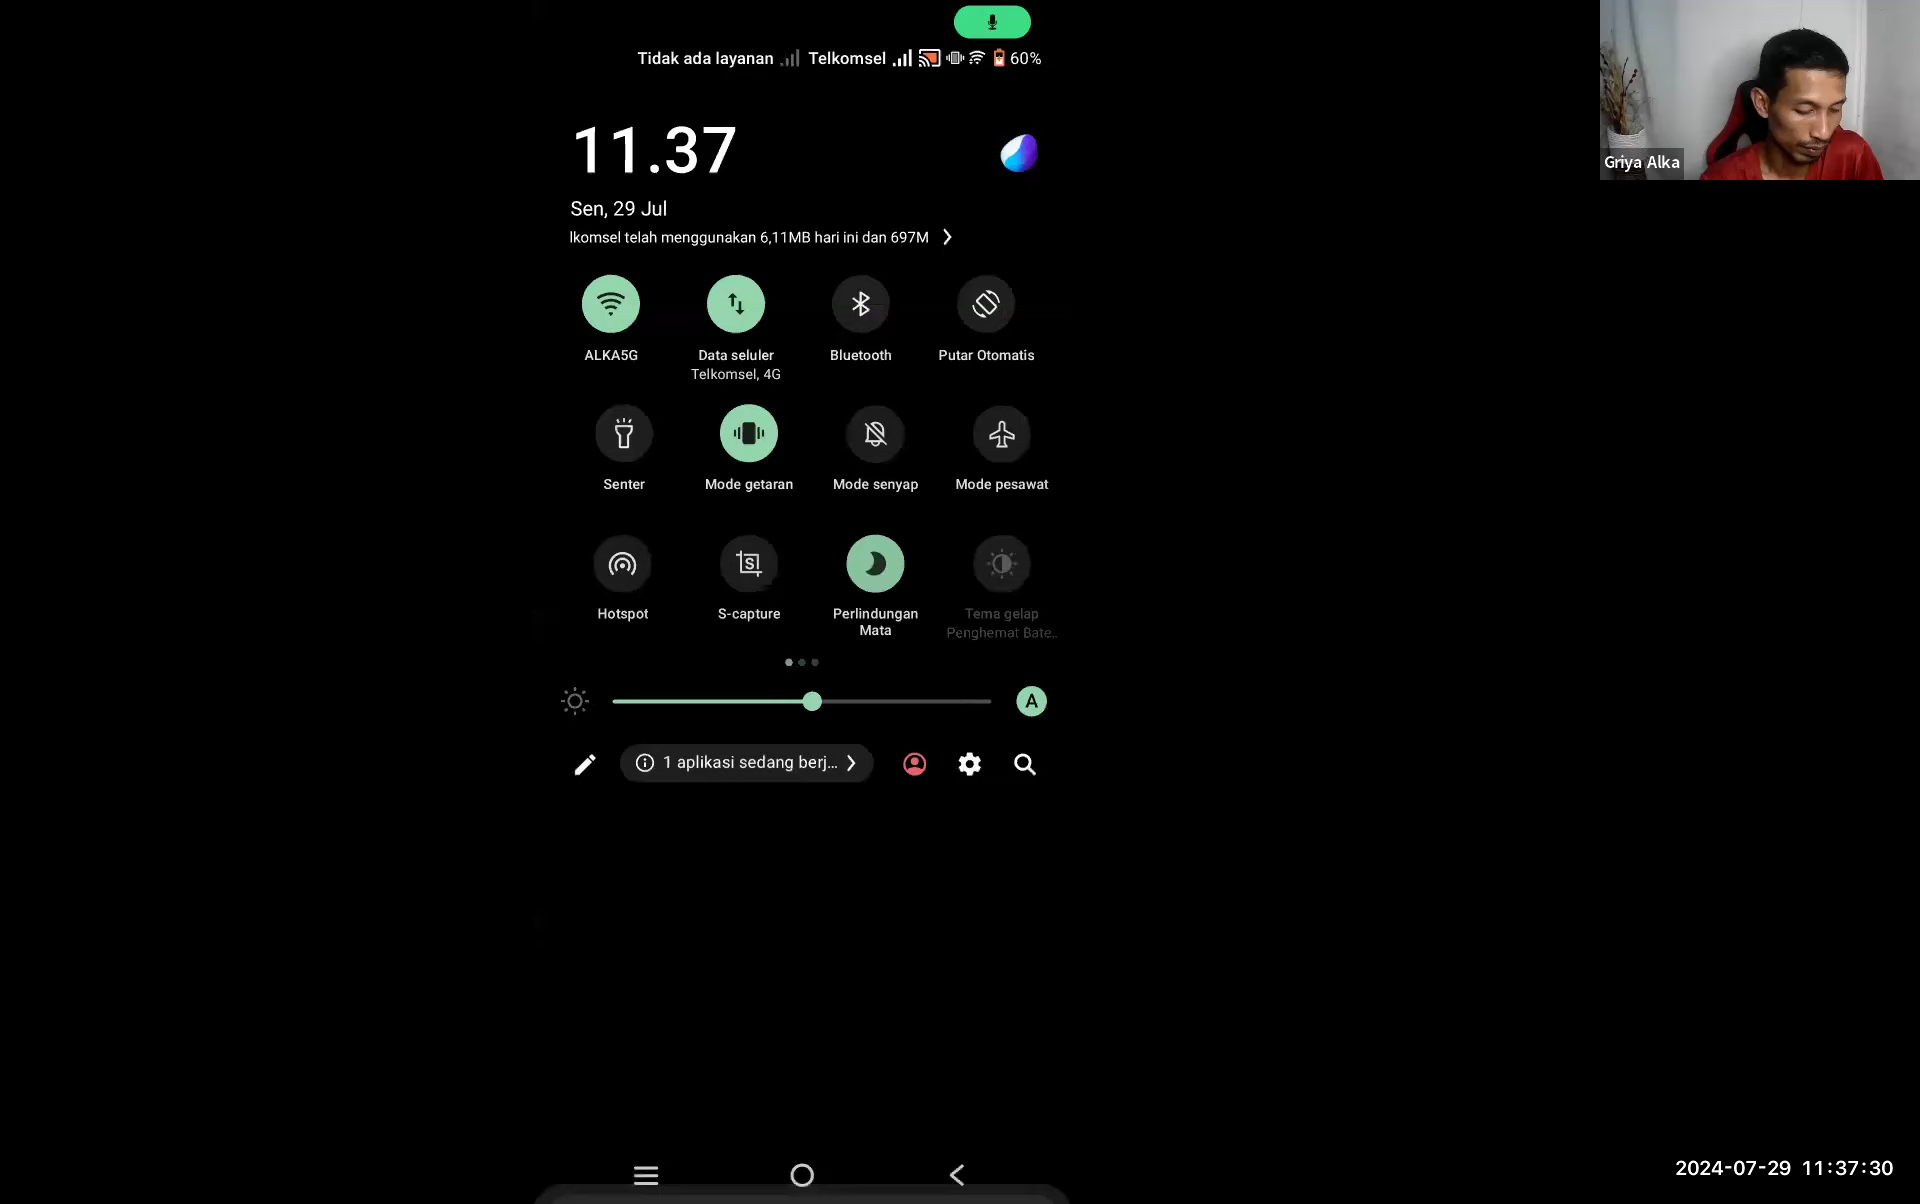 Tidak ada layanan Telkomsel 60%
11.37
Sen, 29 Jul
lkomsel telah menggunakan 6,11MB hari ini dan 697M
ALKA5G
Data seluler
Telkomsel, 4G
Bluetooth
Putar Otomatis
Senter
Mode getaran
Mode senyap
Mode pesawat
Hotspot
S-capture
Perlindungan
Mata
Tema gelap
Penghemat Bate..
A
1 aplikasi sedang berj...
Griya Alka
2024-07-29 11:37:30